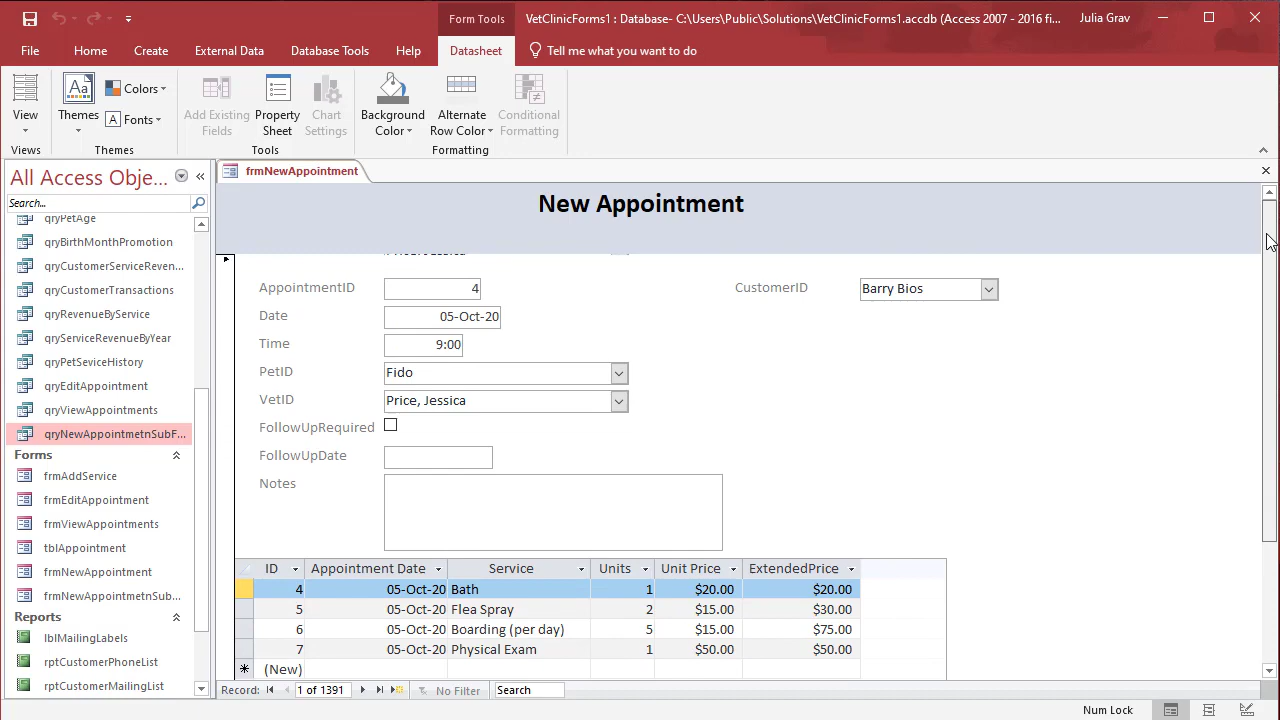 Form Tools
VetClinicForms1 : Database- C:\Users\Public\Solutions\VetClinicForms1.accdb (Access 2007 - 2016 fi...
Julia Grav
File
Home
Create
External Data
Database Tools
Help
Datasheet
Tell me what you want to do
View
Views
Aa
Themes
Colors
A Fonts
Themes
Add Existing
Fields
Property
Sheet
Chart
Settings
Tools
Background
Color
Alternate
Row Color
Conditional
Formatting
Formatting
All Access Obje...
Search...
qryPetAge
qryBirthMonthPromotion
qryCustomerServiceReven...
qryCustomerTransactions
qryRevenueByService
qryServiceRevenueByYear
qryPetSeviceHistory
qryEditAppointment
qryViewAppointments
qryNewAppointmetnSubF...
Forms
frmAddService
frmEditAppointment
frmViewAppointments
tblAppointment
frmNewAppointment
frmNewAppointmetnSub...
Reports
lblMailingLabels
rptCustomerPhoneList
rptCustomerMailingList
frmNewAppointment
New Appointment
AppointmentID 4
CustomerID Barry Bios
Date 05-Oct-20
Time 9:00
PetID Fido
VetID Price, Jessica
FollowUpRequired
FollowUpDate
Notes
ID Appointment Date Service Units Unit Price ExtendedPrice
4 05-Oct-20 Bath 1 $20.00 $20.00
5 05-Oct-20 Flea Spray 2 $15.00 $30.00
6 05-Oct-20 Boarding (per day) 5 $15.00 $75.00
7 05-Oct-20 Physical Exam 1 $50.00 $50.00
(New)
Record: 1 of 1391 No Filter Search
Num Lock